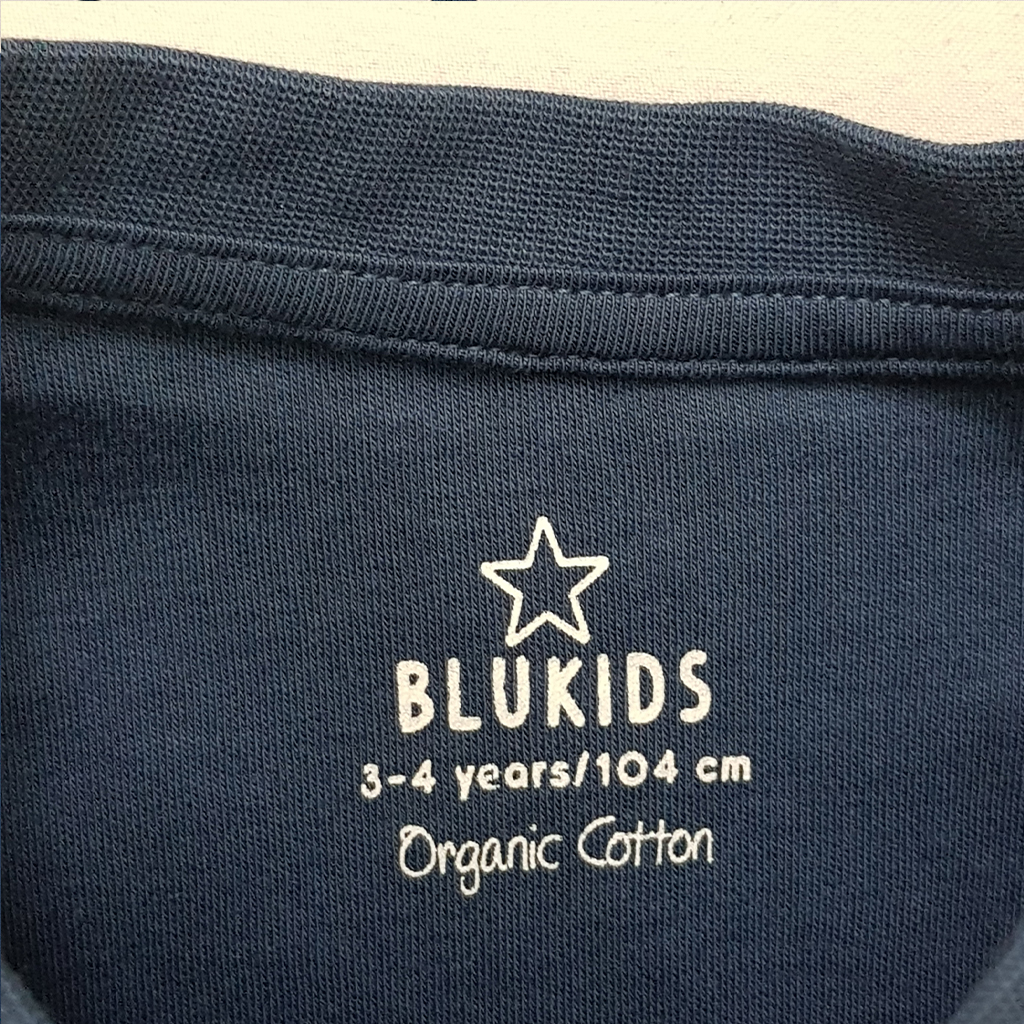 BLUKIDS
3-4 years/104 cm
Organic Cotton